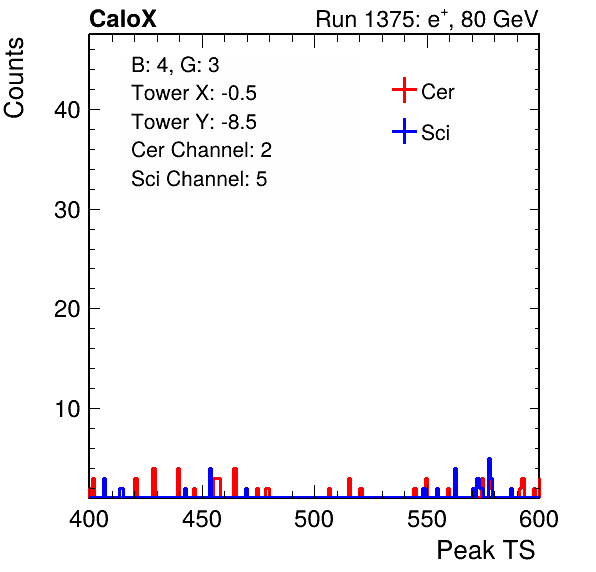 CaloX Run 1375: e⁺, 80 GeV
Counts
B: 4, G: 3
Tower X: -0.5
Tower Y: -8.5
Cer Channel: 2
Sci Channel: 5
Cer
Sci
40
30
20
10
400 450 500 550 600
Peak TS